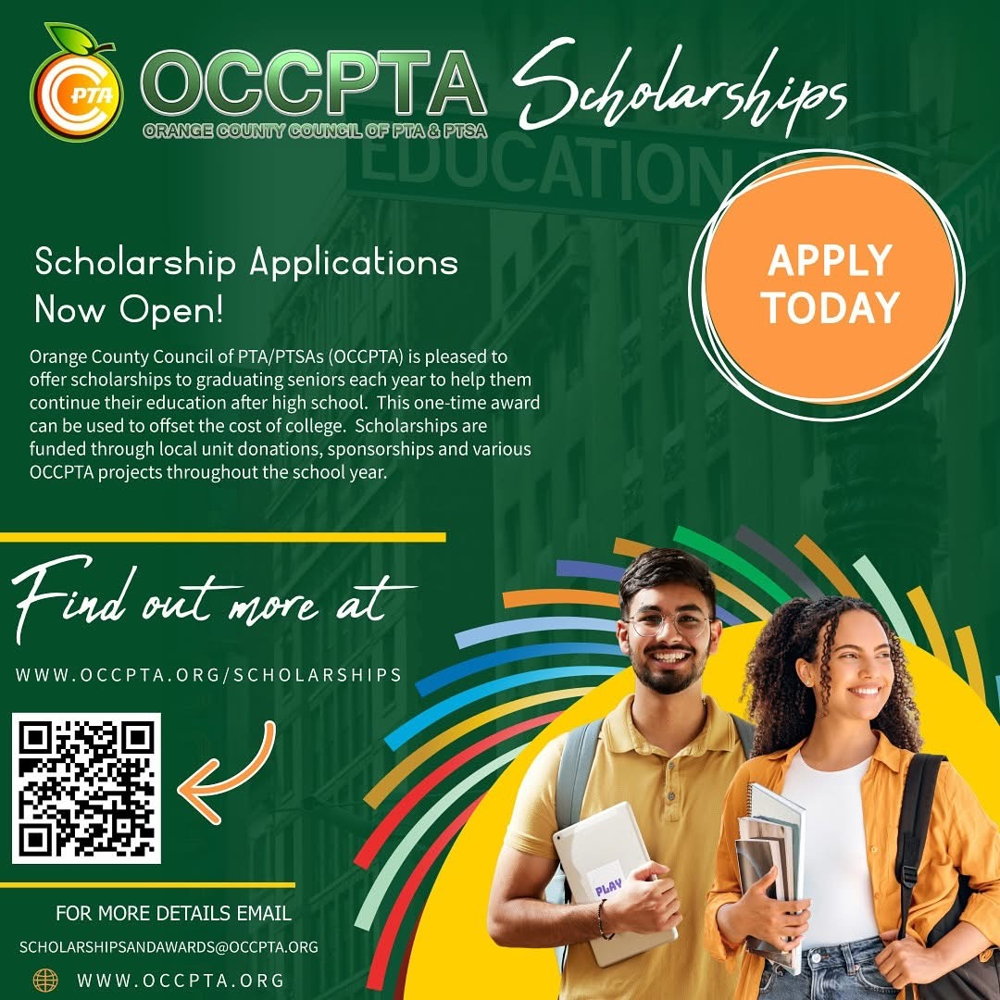 CPTA
OCCPTA
ORANGE COUNTY COUNCIL OF PTA & PTSA
Scholarships
EDUCATION
APPLY
TODAY
Scholarship Applications
Now Open!
Orange County Council of PTA/PTSAs (OCCPTA) is pleased to
offer scholarships to graduating seniors each year to help them
continue their education after high school.  This one-time award
can be used to offset the cost of college.  Scholarships are
funded through local unit donations, sponsorships and various
OCCPTA projects throughout the school year.
Find out more at
WWW.OCCPTA.ORG/SCHOLARSHIPS
PLAY
FOR MORE DETAILS EMAIL
SCHOLARSHIPSANDAWARDS@OCCPTA.ORG
WWW.OCCPTA.ORG